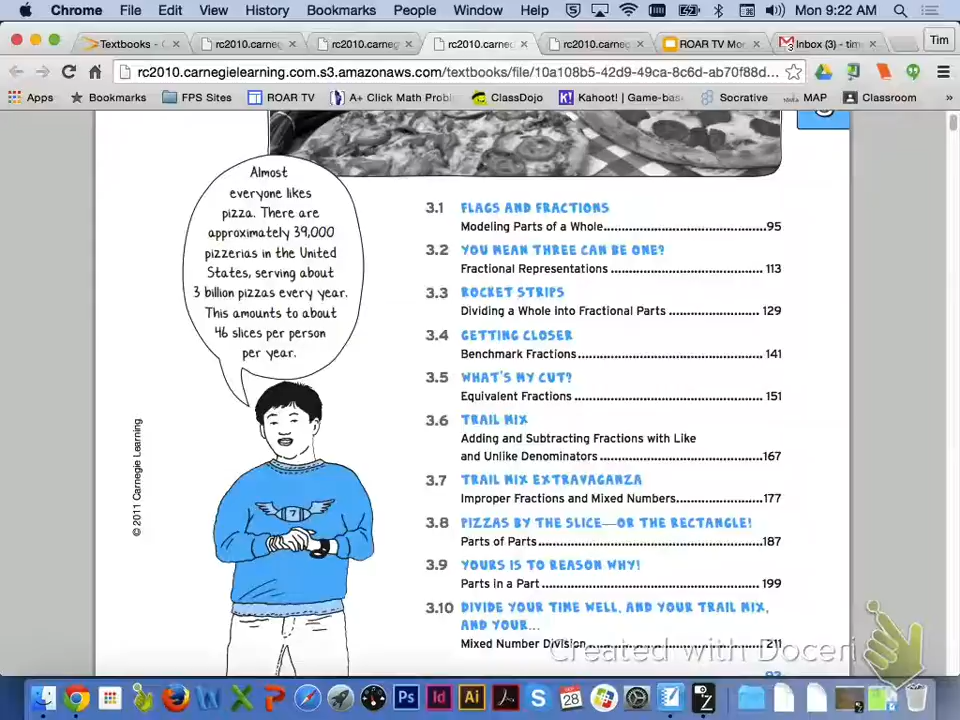 Chrome File Edit View History Bookmarks People Window Help Mon 9:22 AM
Textbooks - rc2010.carneg rc2010.carneg rc2010.carneg rc2010.carneg ROAR TV Mor Inbox (3) - tim Tim
rc2010.carnegielearning.com.s3.amazonaws.com/textbooks/file/10a108b5-42d9-49ca-8c6d-ab70f88d...
Apps Bookmarks FPS Sites ROAR TV A+ Click Math Prob ClassDojo Kahoot! | Game-bas Socrative MAP Classroom »
Almost
everyone likes
pizza. There are
approximately 39,000
pizzerias in the United
States, serving about
3 billion pizzas every year.
This amounts to about
46 slices per person
per year.
7
© 2011 Carnegie Learning
3.1 FLAGS AND FRACTIONS
Modeling Parts of a Whole 95
3.2 YOU MEAN THREE CAN BE ONE?
Fractional Representations 113
3.3 ROCKET STRIPS
Dividing a Whole into Fractional Parts 129
3.4 GETTING CLOSER
Benchmark Fractions 141
3.5 WHAT'S MY CUT?
Equivalent Fractions 151
3.6 TRAIL MIX
Adding and Subtracting Fractions with Like
and Unlike Denominators 167
3.7 TRAIL MIX EXTRAVAGANZA
Improper Fractions and Mixed Numbers 177
3.8 PIZZAS BY THE SLICE—OR THE RECTANGLE!
Parts of Parts 187
3.9 YOURS IS TO REASON WHY!
Parts in a Part 199
3.10 DIVIDE YOUR TIME WELL, AND YOUR TRAIL MIX,
AND YOUR...
Mixed Number Division 211
Created with Doceri
Ps Id Ai S 28 Z